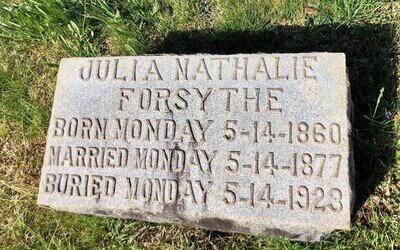 JULIA NATHALIE
FORSYTHE
BORN MONDAY 5-14-1860
MARRIED MONDAY 5-14-1877
BURIED MONDAY 5-14-1923